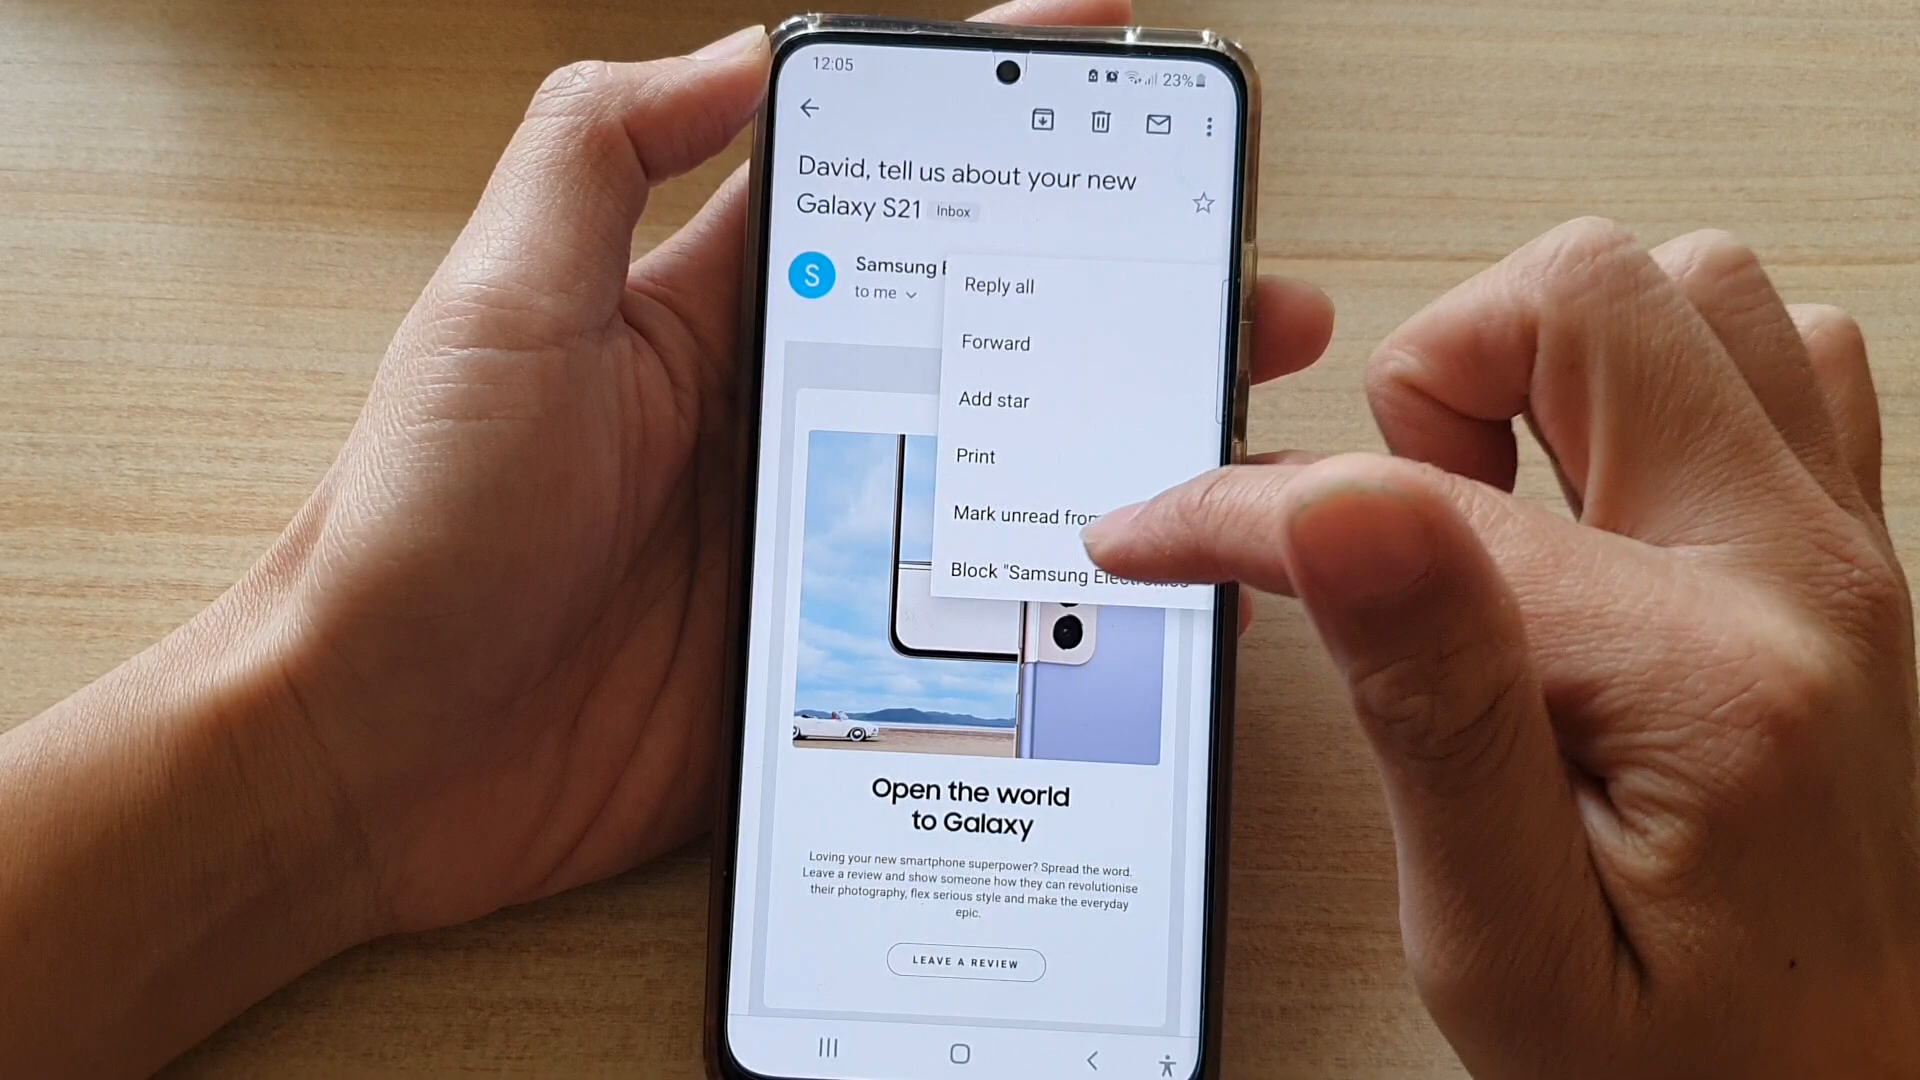 12:05
23%
David, tell us about your new
Galaxy S21 Inbox
S
Samsung
to me
Reply all
Forward
Add star
Print
Mark unread from
Block "Samsung Electronics"
Open the world
to Galaxy
Loving your new smartphone superpower? Spread the word.
Leave a review and show someone how they can revolutionise
their photography, flex serious style and make the everyday
epic.
LEAVE A REVIEW